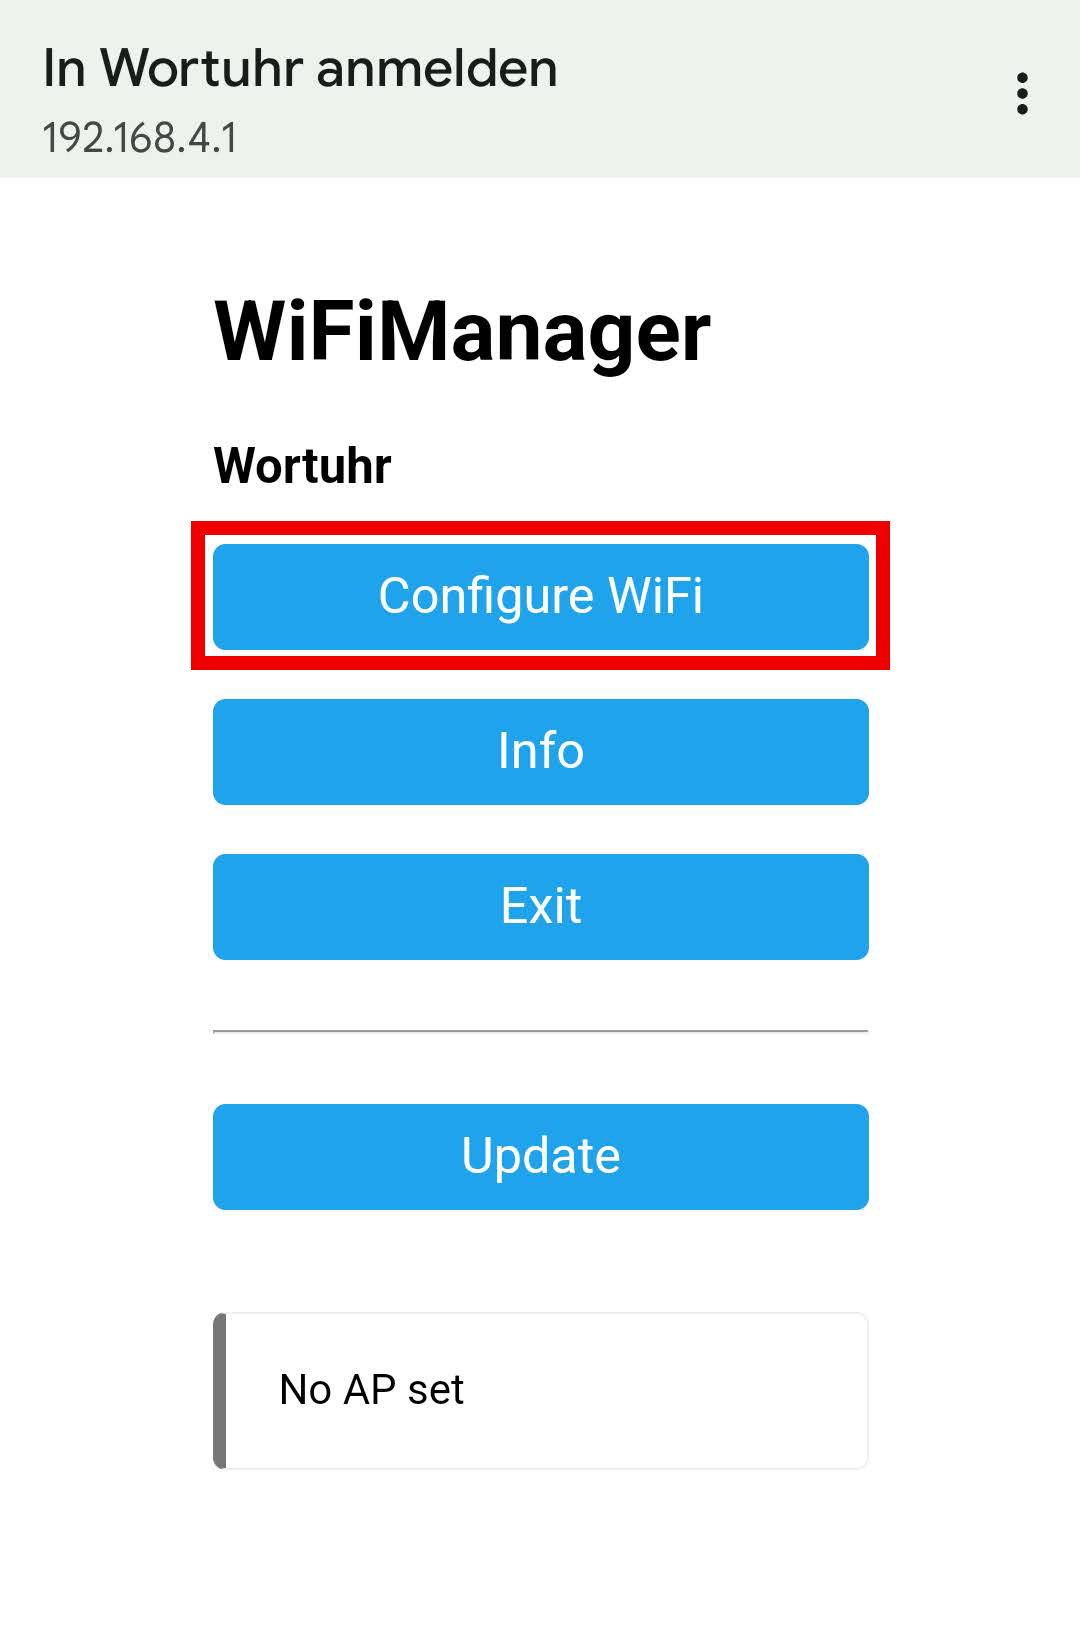 In Wortuhr anmelden
192.168.4.1
WiFiManager
Wortuhr
Configure WiFi
Info
Exit
Update
No AP set